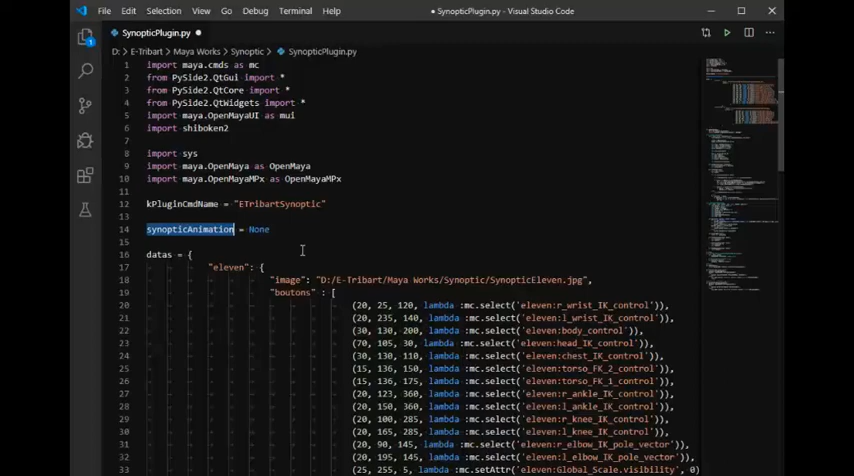 File Edit Selection View Go Debug Terminal Help
● SynopticPlugin.py - Visual Studio Code
SynopticPlugin.py ●
D: > E-Tribart > Maya Works > Synoptic > SynopticPlugin.py
1
1 import maya.cmds as mc
2 from PySide2.QtGui import *
3 from PySide2.QtCore import *
4 from PySide2.QtWidgets import *
5 import maya.OpenMayaUI as mui
6 import shiboken2
7
8 import sys
9 import maya.OpenMaya as OpenMaya
10 import maya.OpenMayaMPx as OpenMayaMPx
11
12 kPluginCmdName = "ETribartSynoptic"
13
14 synopticAnimation = None
15
16 datas = {
17 "eleven": {
18 "image": "D:/E-Tribart/Maya Works/Synoptic/SynopticEleven.jpg",
19 "boutons" : [
20 (20, 25, 120, lambda :mc.select('eleven:r_wrist_IK_control')),
21 (20, 235, 140, lambda :mc.select('eleven:l_wrist_IK_control')),
22 (30, 130, 200, lambda :mc.select('eleven:body_control')),
23 (70, 105, 30, lambda :mc.select('eleven:head_IK_control')),
24 (30, 130, 110, lambda :mc.select('eleven:chest_IK_control')),
25 (15, 136, 150, lambda :mc.select('eleven:torso_FK_2_control')),
26 (15, 136, 175, lambda :mc.select('eleven:torso_FK_1_control')),
27 (20, 123, 360, lambda :mc.select('eleven:r_ankle_IK_control')),
28 (20, 150, 360, lambda :mc.select('eleven:l_ankle_IK_control')),
29 (20, 100, 285, lambda :mc.select('eleven:r_knee_IK_control')),
30 (20, 160, 285, lambda :mc.select('eleven:l_knee_IK_control')),
31 (20, 90, 145, lambda :mc.select('eleven:r_elbow_IK_pole_vector')),
32 (20, 195, 145, lambda :mc.select('eleven:l_elbow_IK_pole_vector')),
33 (25, 255, 5, lambda :mc.setAttr('eleven:Global_Scale.visibility', 0)